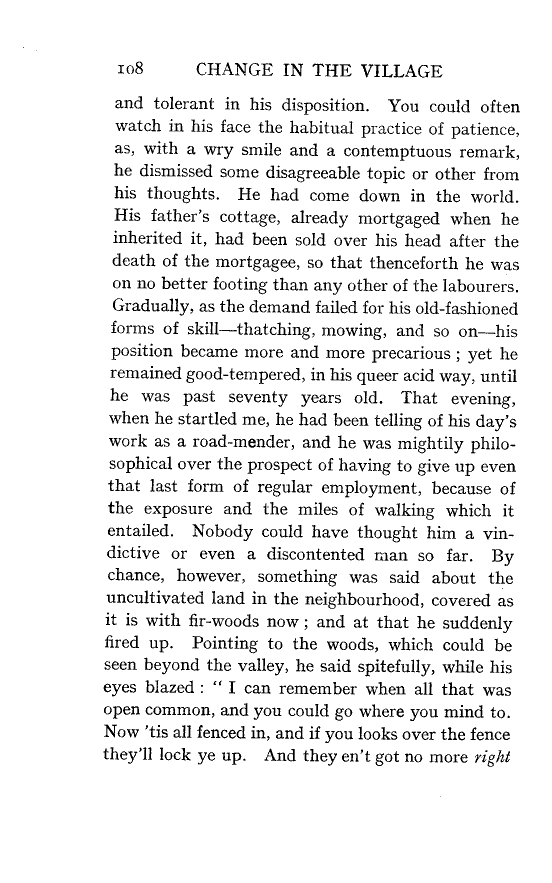 108 CHANGE IN THE VILLAGE
and tolerant in his disposition. You could often
watch in his face the habitual practice of patience,
as, with a wry smile and a contemptuous remark,
he dismissed some disagreeable topic or other from
his thoughts. He had come down in the world.
His father's cottage, already mortgaged when he
inherited it, had been sold over his head after the
death of the mortgagee, so that thenceforth he was
on no better footing than any other of the labourers.
Gradually, as the demand failed for his old-fashioned
forms of skill—thatching, mowing, and so on—his
position became more and more precarious ; yet he
remained good-tempered, in his queer acid way, until
he was past seventy years old. That evening,
when he startled me, he had been telling of his day's
work as a road-mender, and he was mightily philo-
sophical over the prospect of having to give up even
that last form of regular employment, because of
the exposure and the miles of walking which it
entailed. Nobody could have thought him a vin-
dictive or even a discontented man so far. By
chance, however, something was said about the
uncultivated land in the neighbourhood, covered as
it is with fir-woods now ; and at that he suddenly
fired up. Pointing to the woods, which could be
seen beyond the valley, he said spitefully, while his
eyes blazed : “ I can remember when all that was
open common, and you could go where you mind to.
Now 'tis all fenced in, and if you looks over the fence
they'll lock ye up. And they en't got no more right